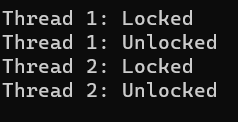 Thread 1: Locked
Thread 1: Unlocked
Thread 2: Locked
Thread 2: Unlocked